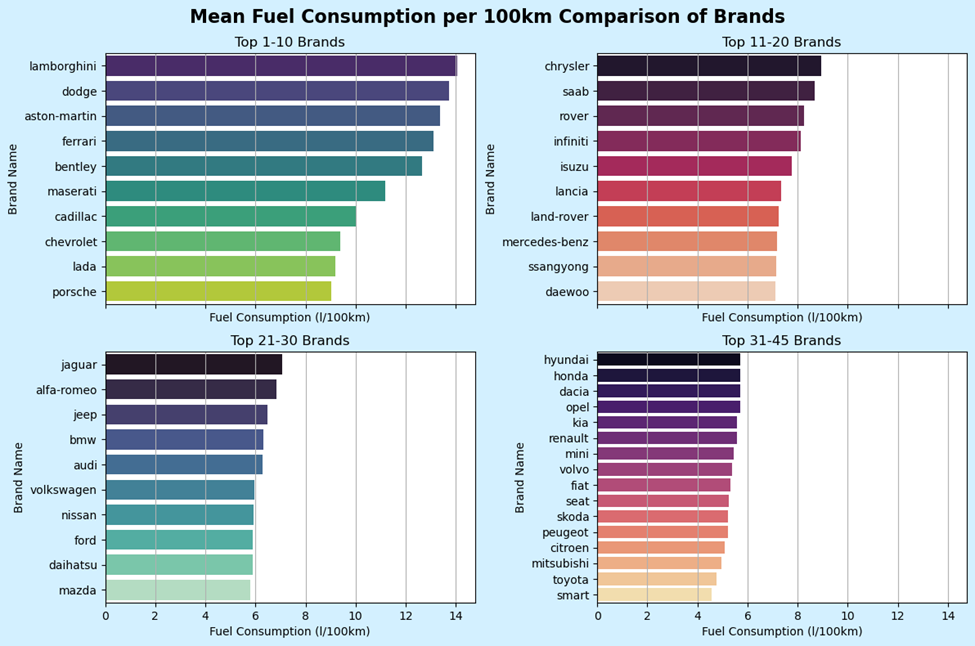 Mean Fuel Consumption per 100km Comparison of Brands
Top 1-10 Brands
Brand Name
lamborghini
dodge
aston-martin
ferrari
bentley
maserati
cadillac
chevrolet
lada
porsche
Fuel Consumption (l/100km)
Top 11-20 Brands
Brand Name
chrysler
saab
rover
infiniti
isuzu
lancia
land-rover
mercedes-benz
ssangyong
daewoo
Fuel Consumption (l/100km)
Top 21-30 Brands
Brand Name
jaguar
alfa-romeo
jeep
bmw
audi
volkswagen
nissan
ford
daihatsu
mazda
0 2 4 6 8 10 12 14
Fuel Consumption (l/100km)
Top 31-45 Brands
Brand Name
hyundai
honda
dacia
opel
kia
renault
mini
volvo
fiat
seat
skoda
peugeot
citroen
mitsubishi
toyota
smart
0 2 4 6 8 10 12 14
Fuel Consumption (l/100km)